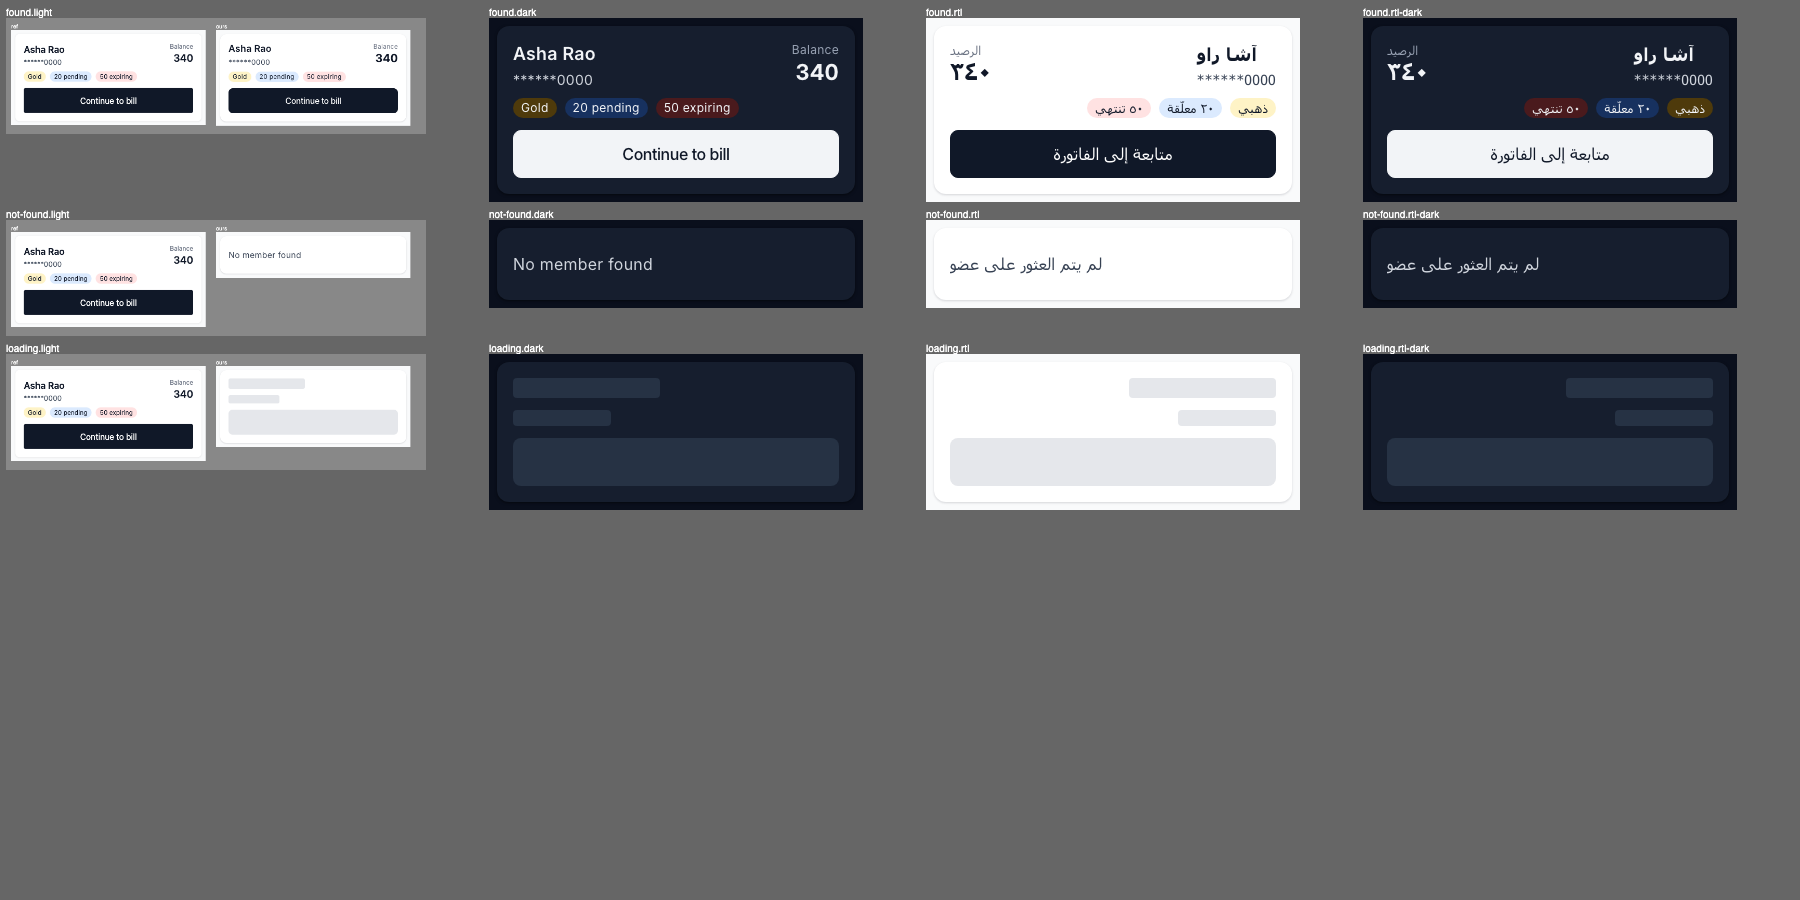 found.light
ref
Asha Rao
Balance
******0000
340
Gold
20 pending
50 expiring
Continue to bill
ours
Asha Rao
Balance
******0000
340
Gold
20 pending
50 expiring
Continue to bill
found.dark
Asha Rao
Balance
******0000
340
Gold
20 pending
50 expiring
Continue to bill
found.rtl
آشا راو
الرصيد
******0000
٣٤٠
ذهبي
٢٠ معلّقة
٥٠ تنتهي
متابعة إلى الفاتورة
found.rtl-dark
آشا راو
الرصيد
******0000
٣٤٠
ذهبي
٢٠ معلّقة
٥٠ تنتهي
متابعة إلى الفاتورة
not-found.light
ref
Asha Rao
Balance
******0000
340
Gold
20 pending
50 expiring
Continue to bill
ours
No member found
not-found.dark
No member found
not-found.rtl
لم يتم العثور على عضو
not-found.rtl-dark
لم يتم العثور على عضو
loading.light
ref
Asha Rao
Balance
******0000
340
Gold
20 pending
50 expiring
Continue to bill
ours
loading.dark
loading.rtl
loading.rtl-dark